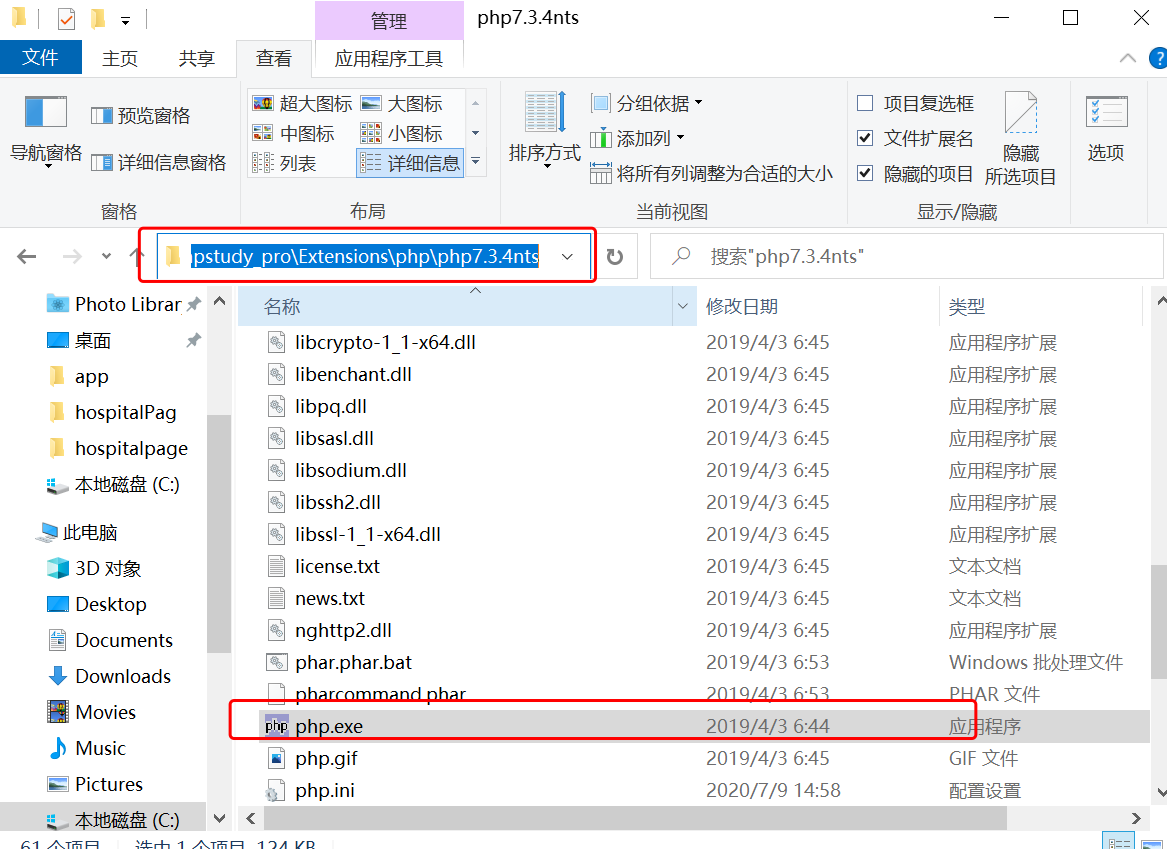 管理 php7.3.4nts
文件 主页 共享 查看 应用程序工具
导航窗格 预览窗格 详细信息窗格
窗格
超大图标 大图标
中图标 小图标
列表 详细信息
布局
排序方式 分组依据
添加列
将所有列调整为合适的大小
当前视图
项目复选框
文件扩展名
隐藏的项目
隐藏所选项目
显示/隐藏
选项
pstudy_pro\Extensions\php\php7.3.4nts 搜索"php7.3.4nts"
Photo Librar
桌面
app
hospitalPag
hospitalpage
本地磁盘 (C:)
此电脑
3D 对象
Desktop
Documents
Downloads
Movies
Music
Pictures
本地磁盘 (C:)
名称 修改日期 类型
libcrypto-1_1-x64.dll 2019/4/3 6:45 应用程序扩展
libenchant.dll 2019/4/3 6:45 应用程序扩展
libpq.dll 2019/4/3 6:45 应用程序扩展
libsasl.dll 2019/4/3 6:45 应用程序扩展
libsodium.dll 2019/4/3 6:45 应用程序扩展
libssh2.dll 2019/4/3 6:45 应用程序扩展
libssl-1_1-x64.dll 2019/4/3 6:45 应用程序扩展
license.txt 2019/4/3 6:45 文本文档
news.txt 2019/4/3 6:45 文本文档
nghttp2.dll 2019/4/3 6:45 应用程序扩展
phar.phar.bat 2019/4/3 6:53 Windows 批处理文件
pharcommand.phar 2019/4/3 6:53 PHAR 文件
php php.exe 2019/4/3 6:44 应用程序
php.gif 2019/4/3 6:45 GIF 文件
php.ini 2020/7/9 14:58 配置设置
61 个项目 选中 1 个项目 124 KB